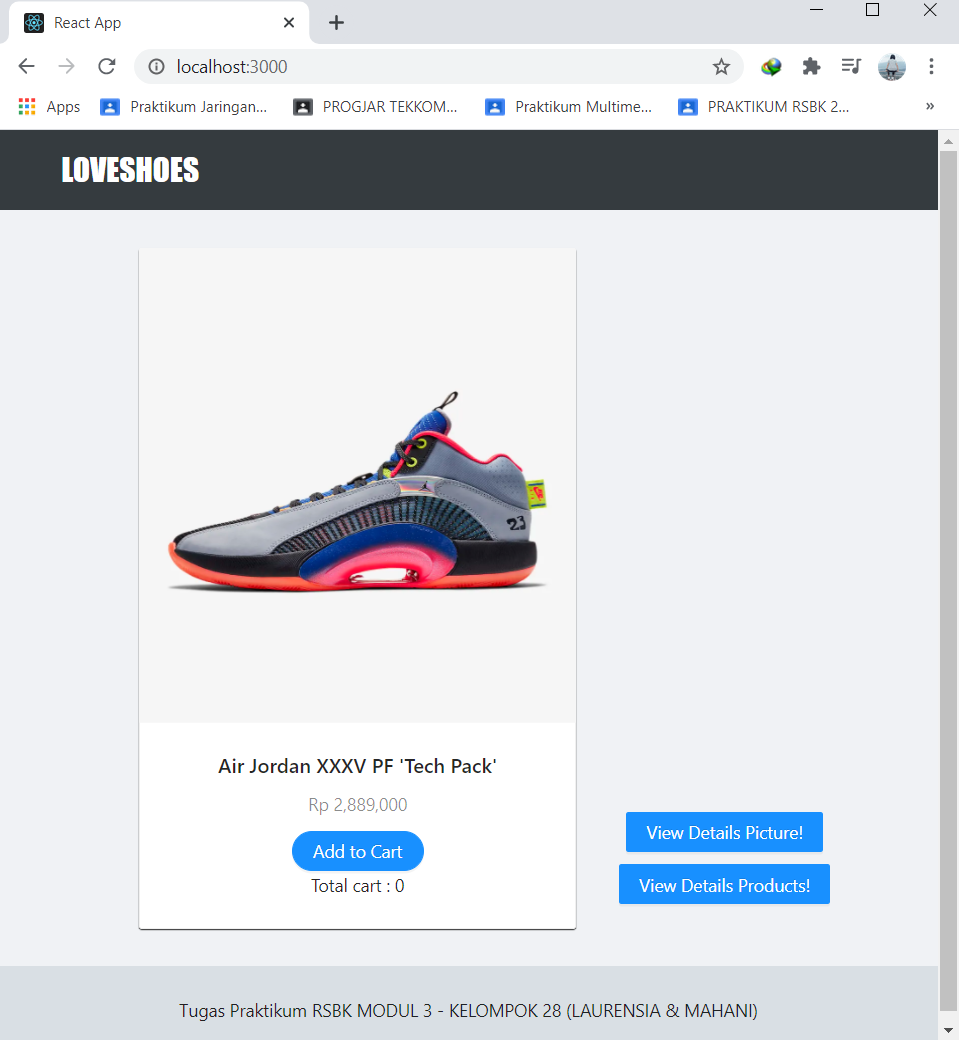 React App
localhost:3000
Apps
Praktikum Jaringan...
PROGJAR TEKKOM...
Praktikum Multime...
PRAKTIKUM RSBK 2...
»
LOVESHOES
23
Air Jordan XXXV PF 'Tech Pack'
Rp 2,889,000
Add to Cart
Total cart : 0
View Details Picture!
View Details Products!
Tugas Praktikum RSBK MODUL 3 - KELOMPOK 28 (LAURENSIA & MAHANI)